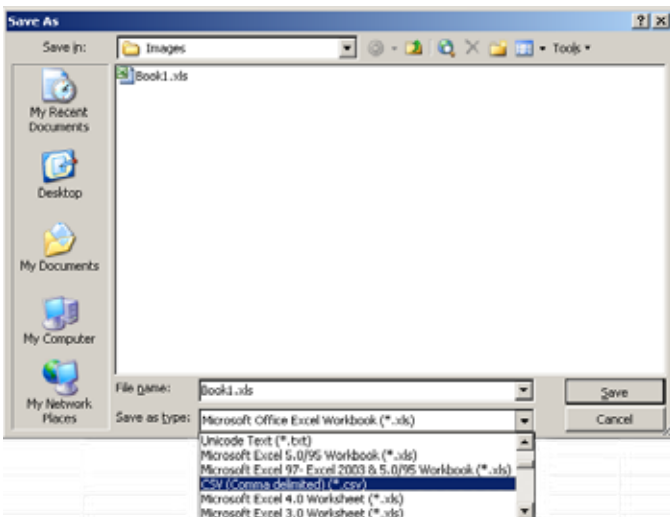 Save As
Save in: Images Tools
Book1.xls
My Recent
Documents
Desktop
My Documents
My Computer
My Network
Places
File name: Book1.xls Save
Save as type: Microsoft Office Excel Workbook (*.xls) Cancel
Unicode Text (*.txt)
Microsoft Excel 5.0/95 Workbook (*.xls)
Microsoft Excel 97- Excel 2003 & 5.0/95 Workbook (*.xls)
CSV (Comma delimited) (*.csv)
Microsoft Excel 4.0 Worksheet (*.xls)
Microsoft Excel 3.0 Worksheet (*.xls)